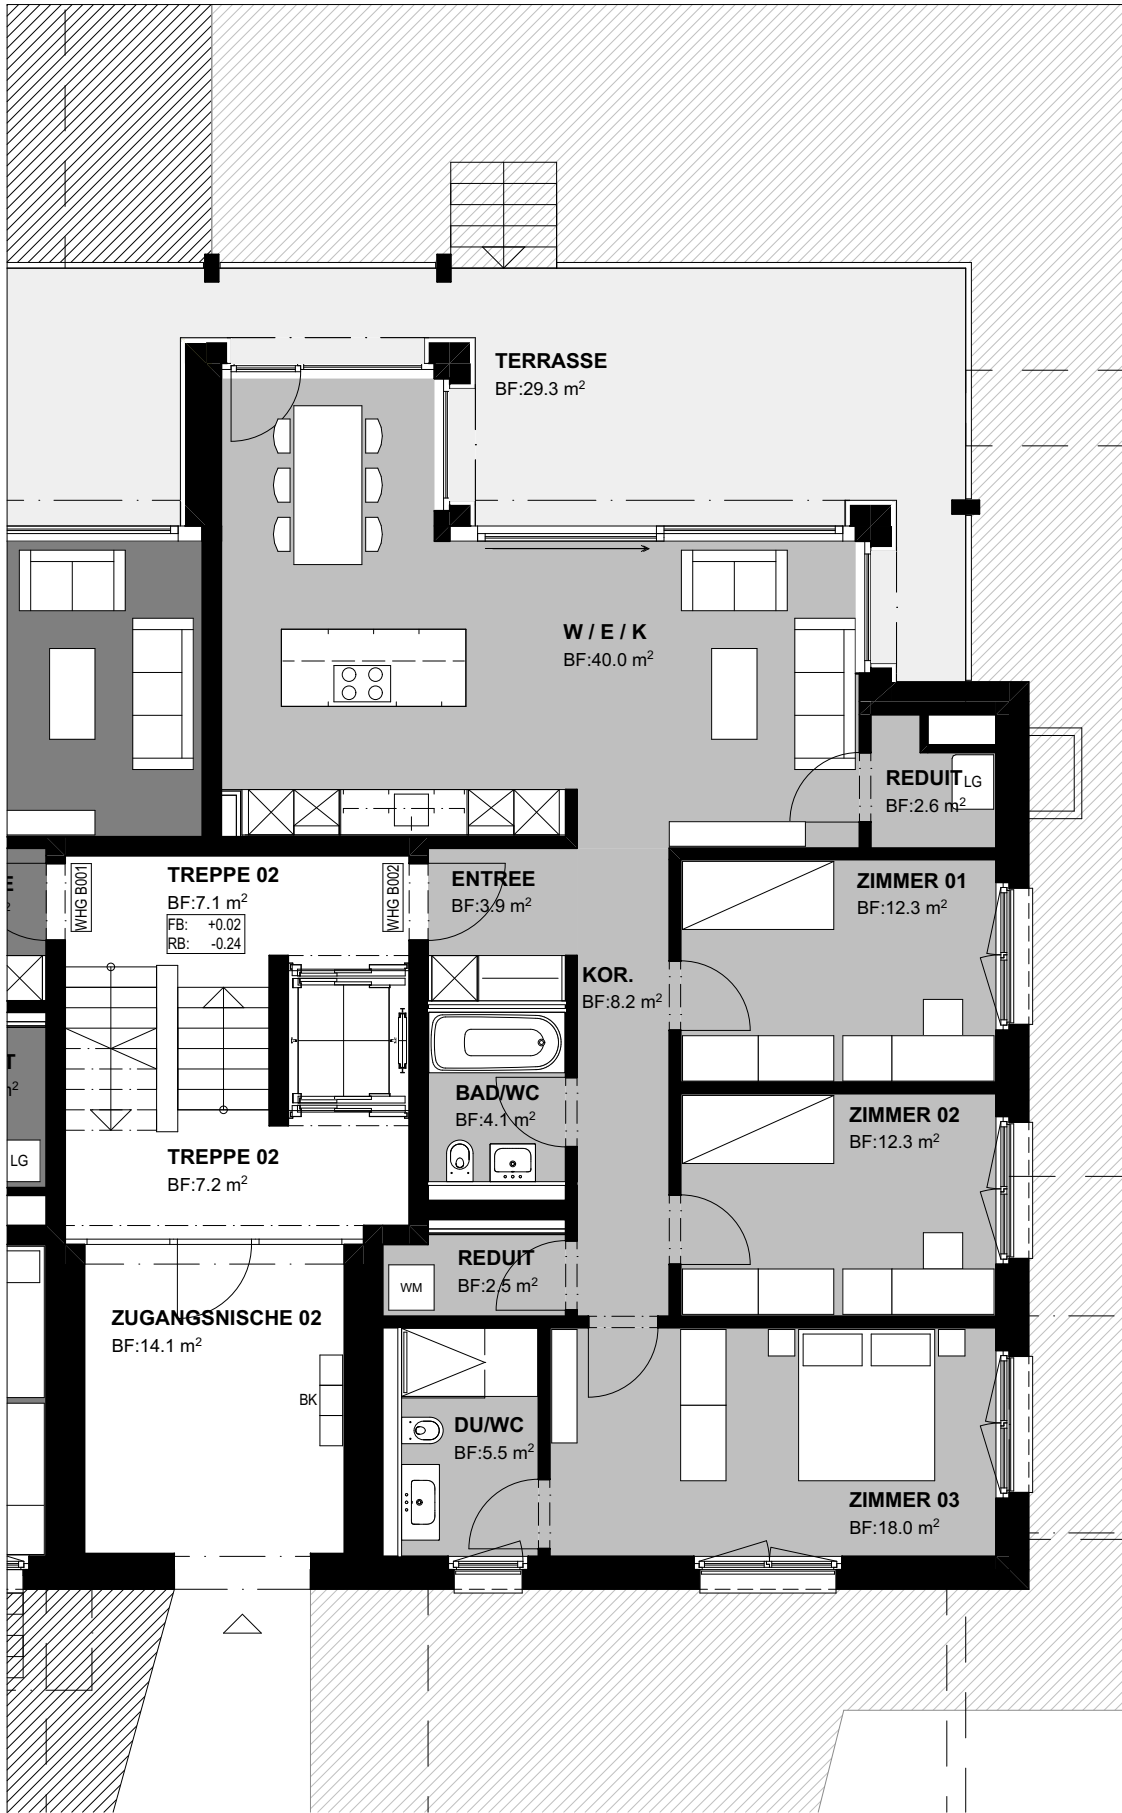 TERRASSE
BF:29.3 m²
W / E / K
BF:40.0 m²
REDUIT
LG
BF:2.6 m²
TREPPE 02
BF:7.1 m²
FB: +0.02
RB: -0.24
WHG B001
WHG B002
ENTREE
BF:3.9 m²
ZIMMER 01
BF:12.3 m²
KOR.
BF:8.2 m²
BAD/WC
BF:4.1 m²
ZIMMER 02
BF:12.3 m²
LG
TREPPE 02
BF:7.2 m²
REDUIT
BF:2.5 m²
WM
ZUGANGSNISCHE 02
BF:14.1 m²
BK
DU/WC
BF:5.5 m²
ZIMMER 03
BF:18.0 m²